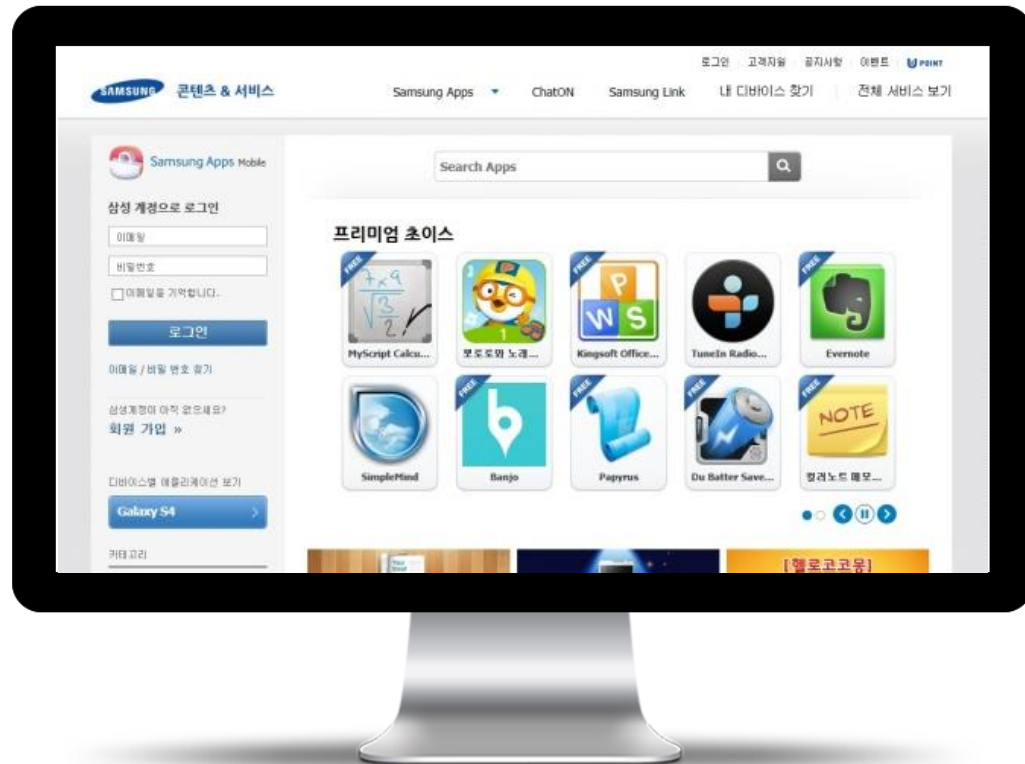 로그인 고객지원 공지사항 이벤트 U POINT
SAMSUNG 콘텐츠 & 서비스 Samsung Apps ChatON Samsung Link 내 디바이스 찾기 전체 서비스 보기
Samsung Apps Mobile
Search Apps
삼성 계정으로 로그인
이메일
비밀번호
이메일을 기억합니다.
로그인
이메일 / 비밀 번호 찾기
삼성계정이 아직 없으세요?
회원 가입 »
디바이스별 애플리케이션 보기
Galaxy S4
카테고리
프리미엄 초이스
FREE
7×9
√3/2
FREE
P
W S
FREE
MyScript Calcu... 뽀로로와 노래... Kingsoft Office... TuneIn Radio... Evernote
FREE
b
FREE
FREE
FREE
NOTE
SimpleMind Banjo Papyrus Du Batter Save... 컬러노트 메모...
[헬로코코몽]